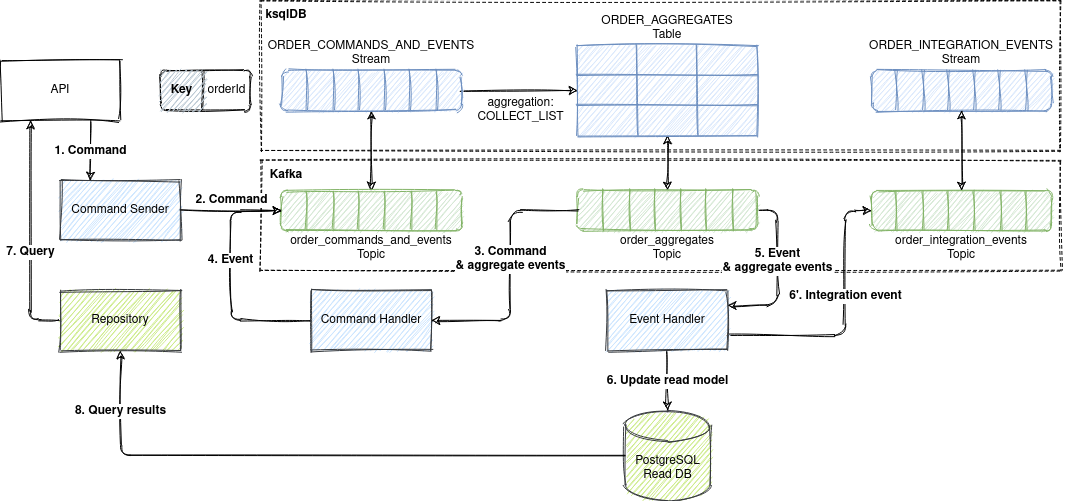 ksqlDB
ORDER_COMMANDS_AND_EVENTS
Stream
ORDER_AGGREGATES
Table
ORDER_INTEGRATION_EVENTS
Stream
API
Key
orderId
aggregation:
COLLECT_LIST
1. Command
Kafka
Command Sender
2. Command
order_commands_and_events
Topic
order_aggregates
Topic
order_integration_events
Topic
7. Query
4. Event
3. Command
& aggregate events
5. Event
& aggregate events
6'. Integration event
Repository
Command Handler
Event Handler
6. Update read model
8. Query results
PostgreSQL
Read DB